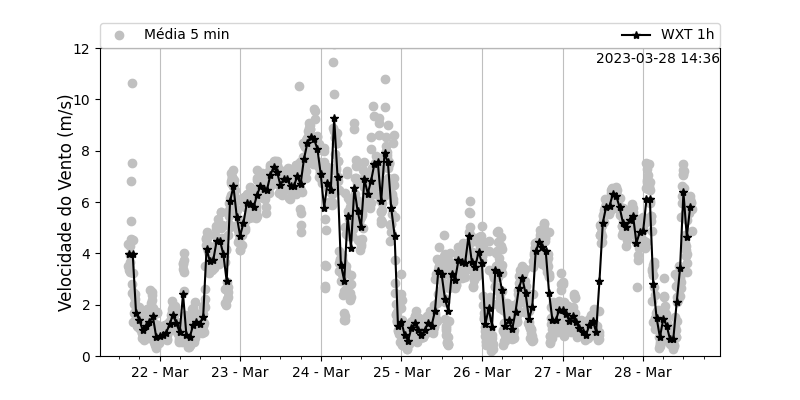 Média 5 min
WXT 1h
2023-03-28 14:36
Velocidade do Vento (m/s)
12
10
8
6
4
2
0
22 - Mar
23 - Mar
24 - Mar
25 - Mar
26 - Mar
27 - Mar
28 - Mar